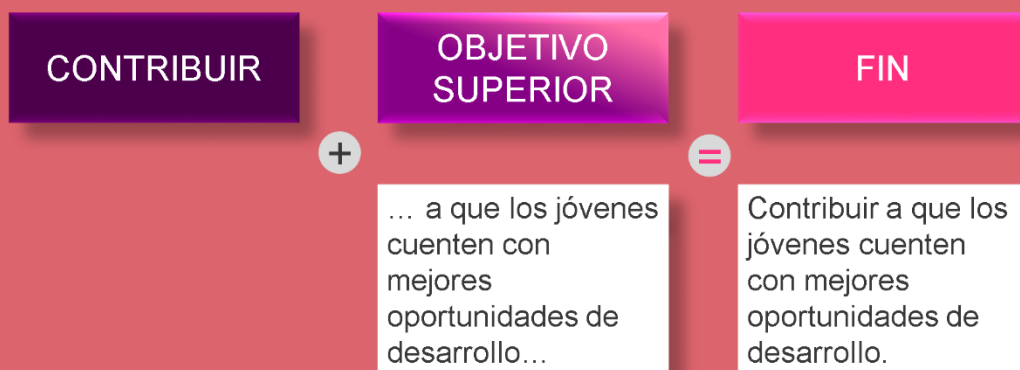 CONTRIBUIR
+
OBJETIVO
SUPERIOR
=
FIN
… a que los jóvenes
cuenten con
mejores
oportunidades de
desarrollo…
Contribuir a que los
jóvenes cuenten
con mejores
oportunidades de
desarrollo.